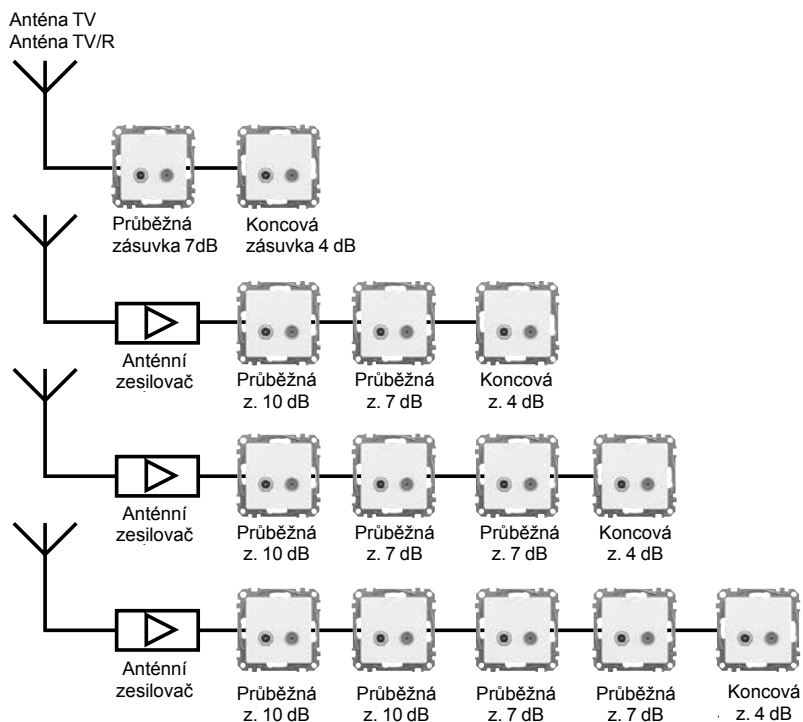 Anténa TV
Anténa TV/R
Průběžná
zásuvka 7dB
Koncová
zásuvka 4 dB
Anténní
zesilovač
Průběžná
z. 10 dB
Průběžná
z. 7 dB
Koncová
z. 4 dB
Anténní
zesilovač
Průběžná
z. 10 dB
Průběžná
z. 7 dB
Průběžná
z. 7 dB
Koncová
z. 4 dB
Anténní
zesilovač
Průběžná
z. 10 dB
Průběžná
z. 10 dB
Průběžná
z. 7 dB
Průběžná
z. 7 dB
Koncová
z. 4 dB